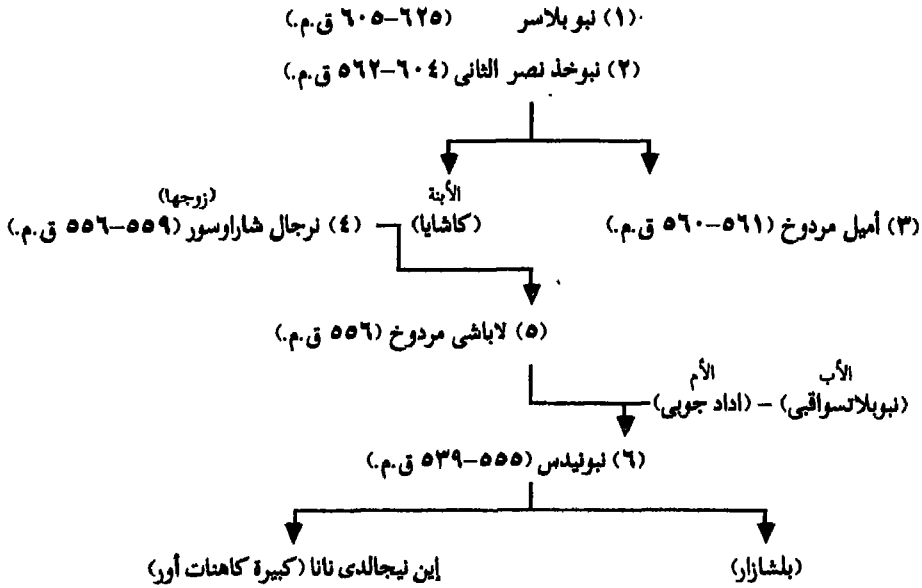 (١) نبوبلاسر (٦٢٥–٦٠٥ ق.م.)
(٢) نبوخذ نصر الثانى (٦٠٤–٥٦٢ ق.م.)
الأبنة
(زوجها)
(٣) أميل مردوخ (٥٦١–٥٦٠ ق.م.) (كاشايا) – (٤) نرجال شاراوسور (٥٥٩–٥٥٦ ق.م.)
(٥) لاباشى مردوخ (٥٥٦ ق.م.)
الأب الأم
(نبوبلاتسواقبى) – (اداد جوبى)
(٦) نبونيدس (٥٥٥–٥٣٩ ق.م.)
(بلشازار) إين نيجالدى نانا (كبيرة كاهنات أور)